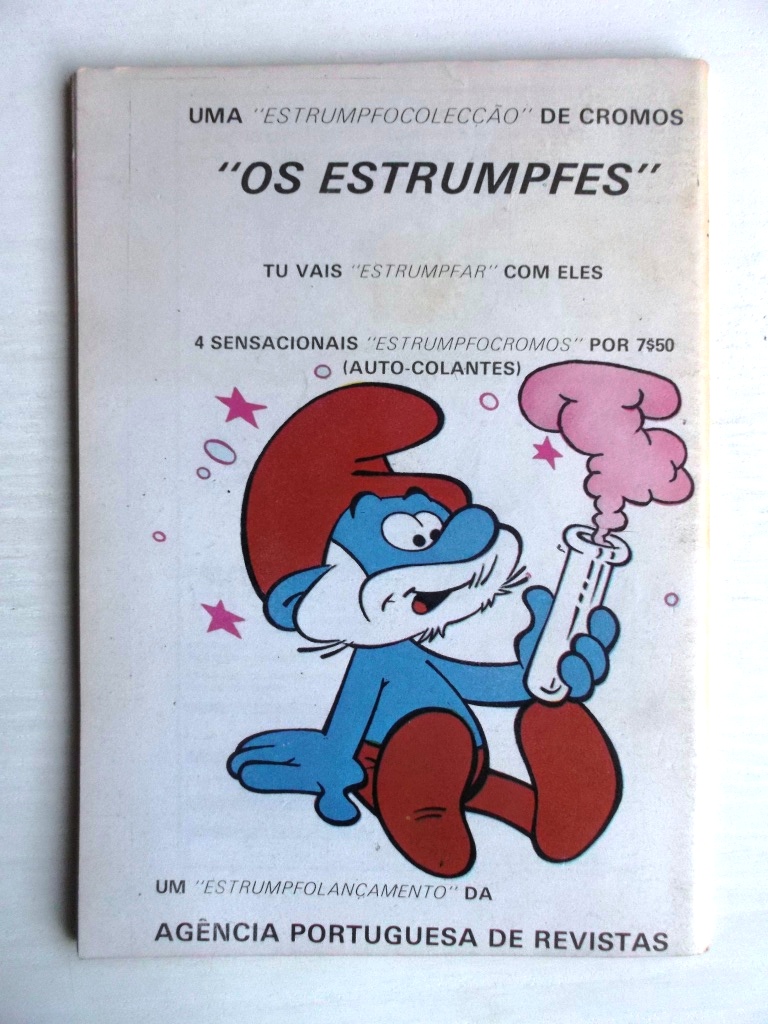 UMA "ESTRUMPFOCOLECÇÃO" DE CROMOS
"OS ESTRUMPFES"
TU VAIS "ESTRUMPFAR" COM ELES
4 SENSACIONAIS "ESTRUMPFOCROMOS" POR 7$50
(AUTO-COLANTES)
UM "ESTRUMPFOLANÇAMENTO" DA
AGÊNCIA PORTUGUESA DE REVISTAS